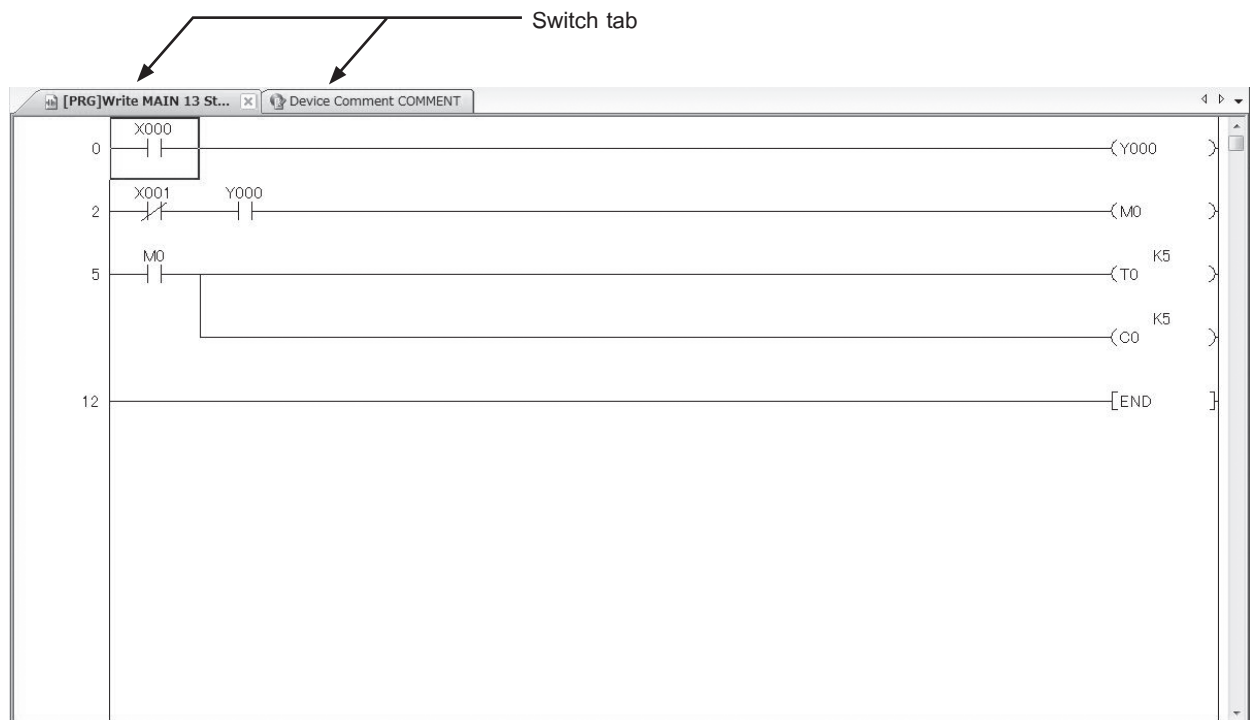 Switch tab
[PRG]Write MAIN 13 St... Device Comment COMMENT
X000
0 Y000
X001 Y000
2 M0
M0 K5
5 T0
K5
C0
12 [END ]